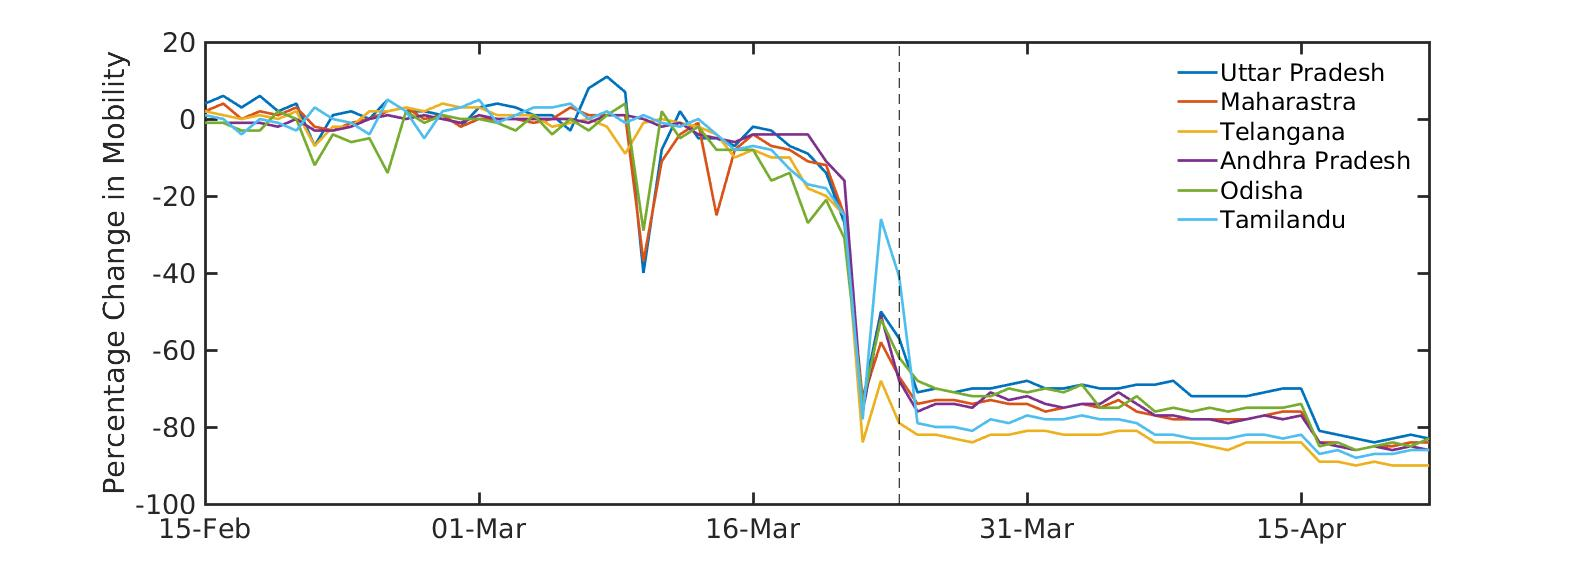 Percentage Change in Mobility
20
0
-20
-40
-60
-80
-100
15-Feb
01-Mar
16-Mar
31-Mar
15-Apr
Uttar Pradesh
Maharastra
Telangana
Andhra Pradesh
Odisha
Tamilandu